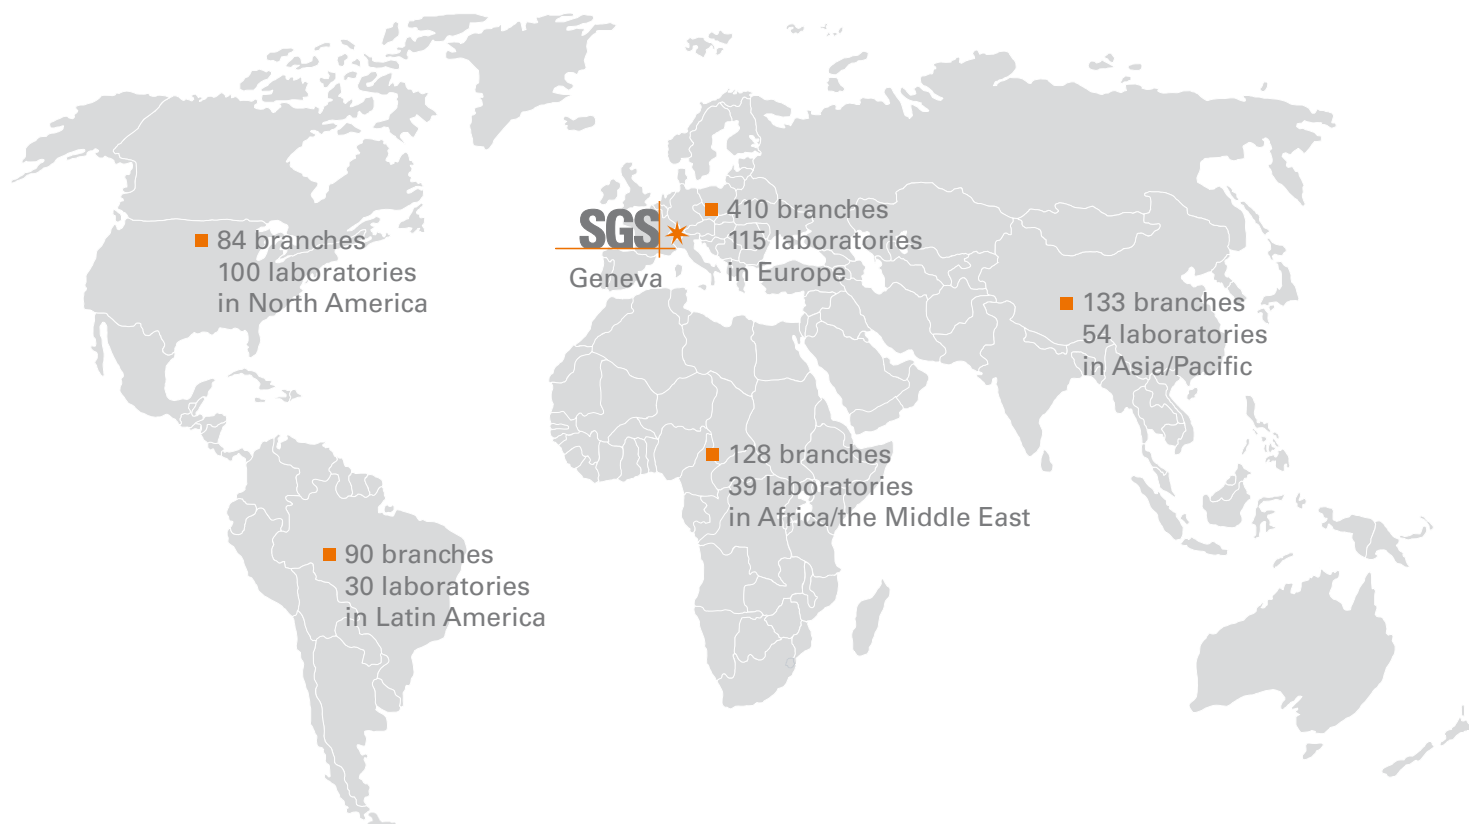 84 branches
100 laboratories
in North America
SGS
Geneva
410 branches
115 laboratories
in Europe
133 branches
54 laboratories
in Asia/Pacific
128 branches
39 laboratories
in Africa/the Middle East
90 branches
30 laboratories
in Latin America